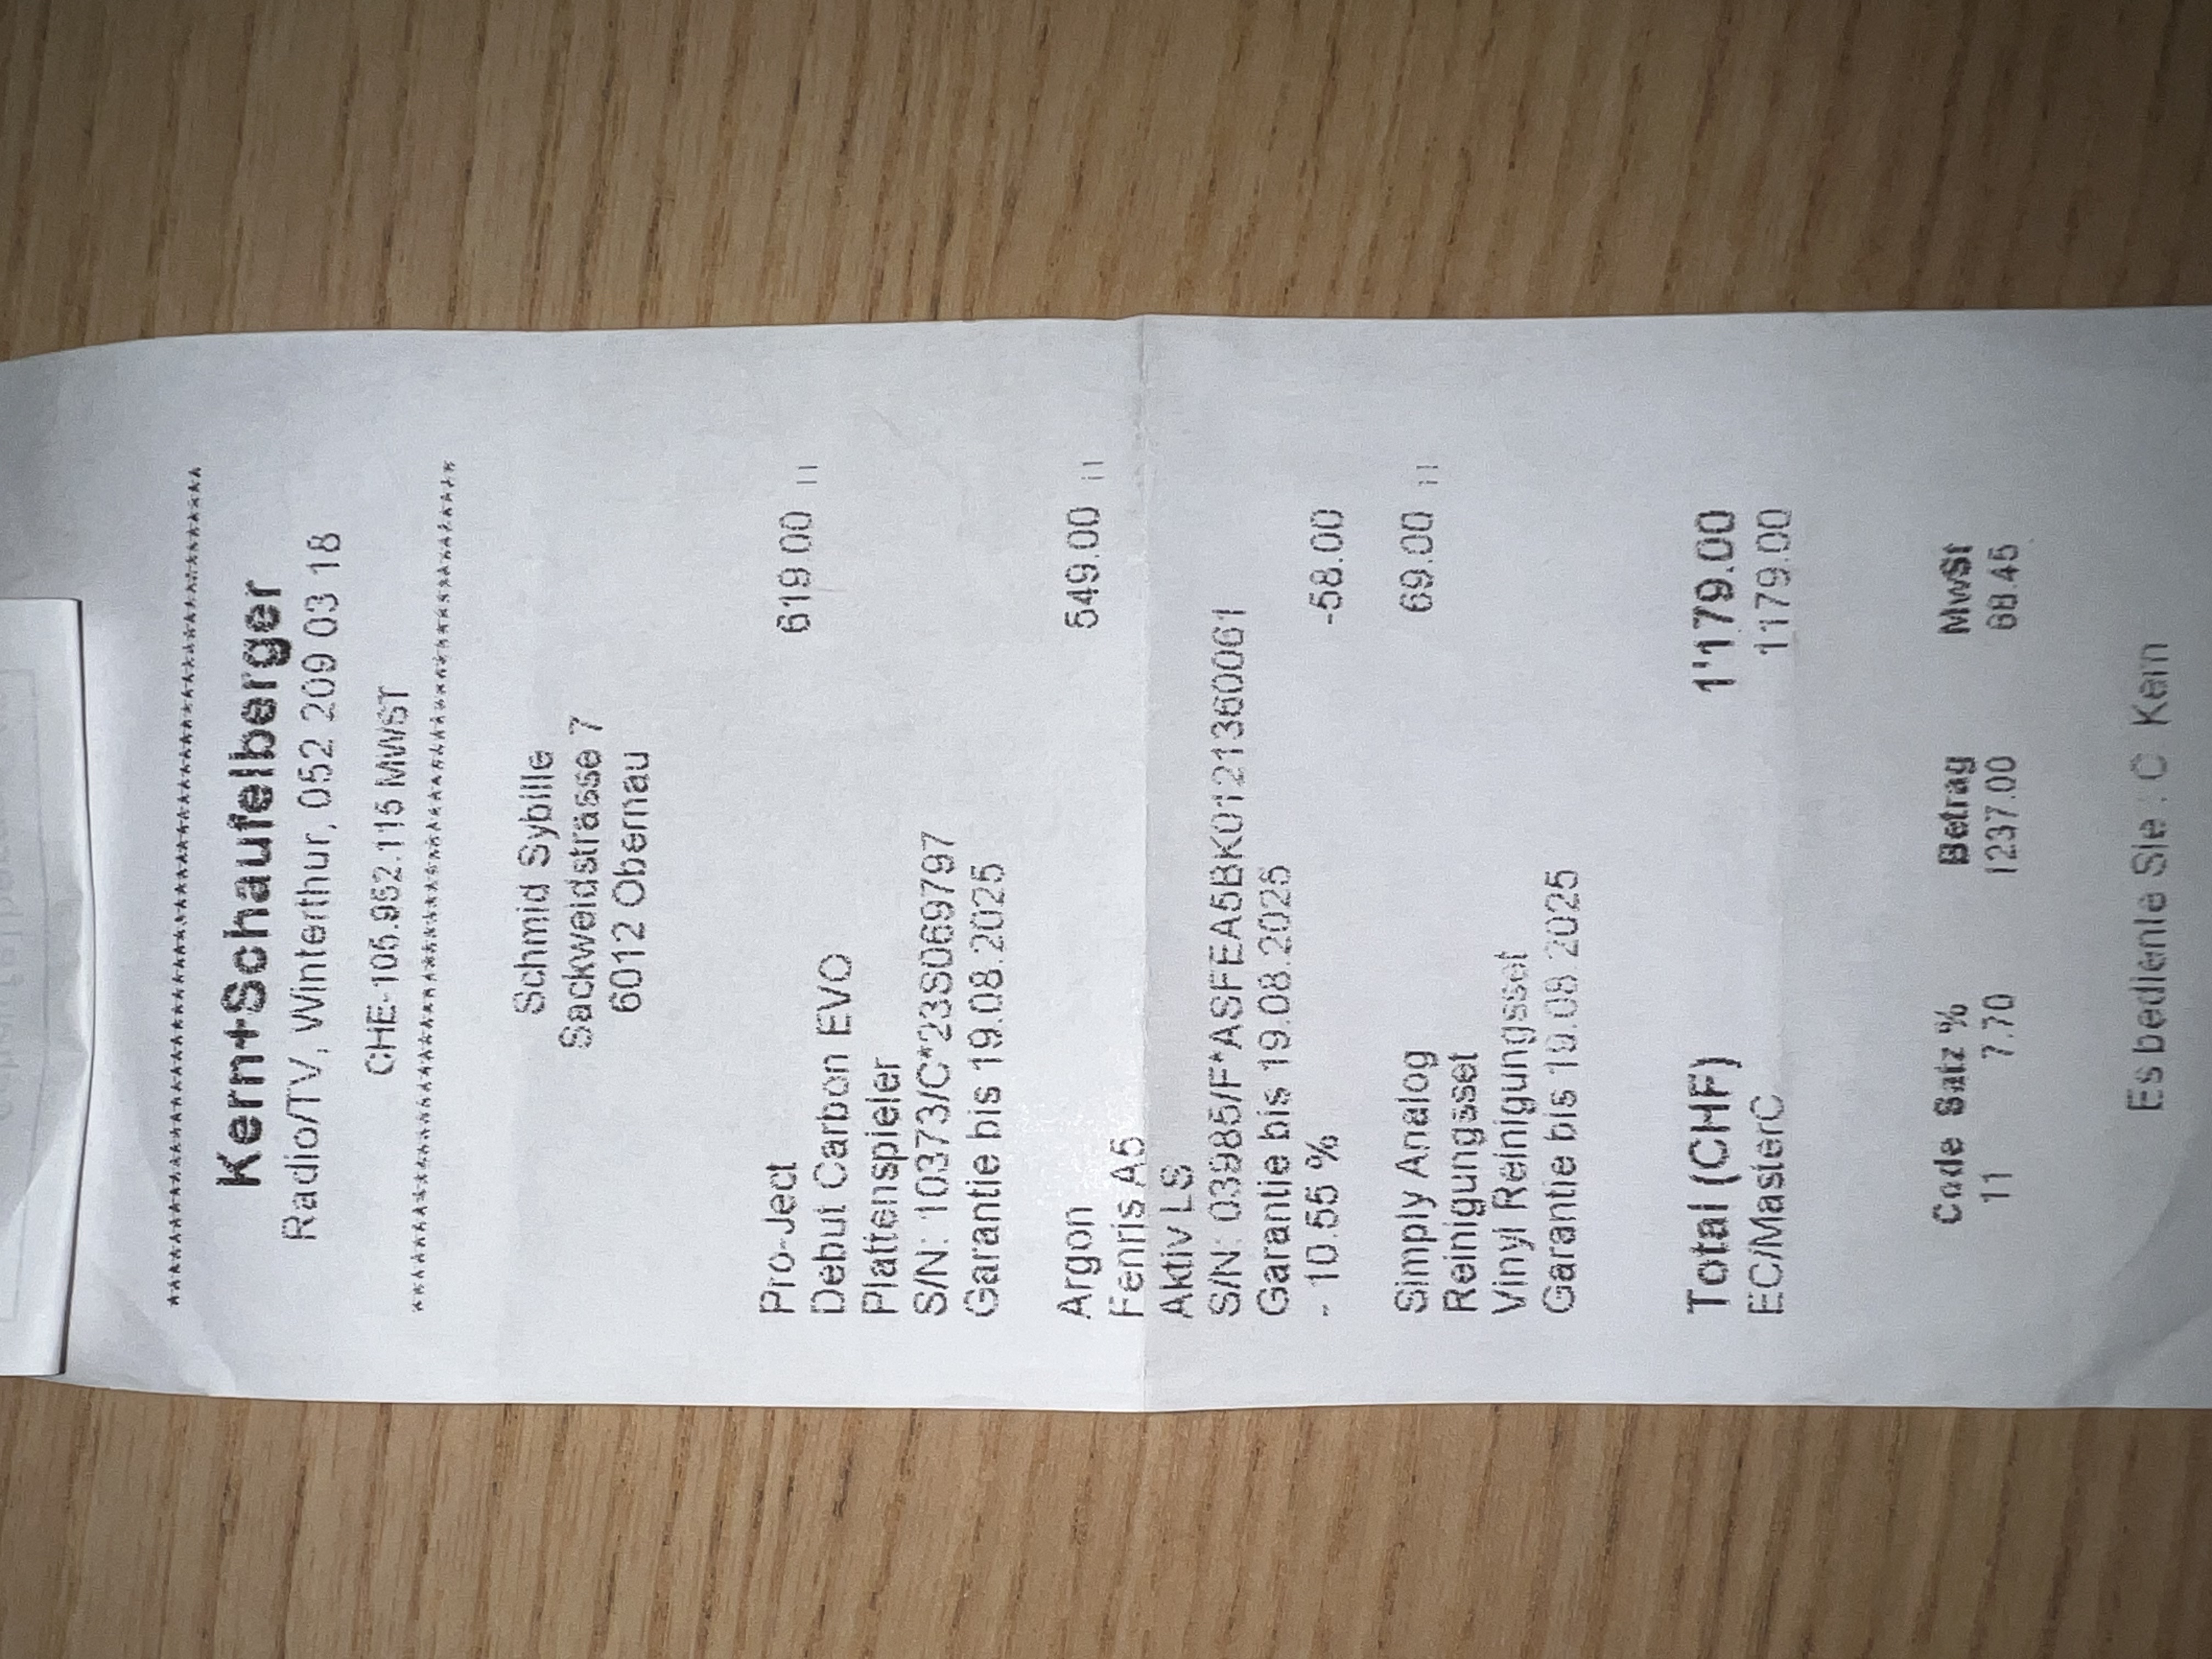 ****************************************************
Kern+Schaufelberger
Radio/TV, Winterthur, 052 209 03 18
CHE-105.952.115 MWST
****************************************************
Schmid Sybille
Sackweidstrasse 7
6012 Obernau
Pro-Ject 619.00 11
Debut Carbon EVO
Plattenspieler
S/N: 10373/C*23S069797
Garantie bis 19.08.2025
Argon 549.00 11
Fenris A5
Aktiv LS
S/N: 03985/F*ASFEA5BK0121360061
Garantie bis 19.08.2025
- 10.55 % -58.00
Simply Analog 69.00 11
Reinigungsset
Vinyl Reinigungsset
Garantie bis 19.08.2025
Total (CHF) 1'179.00
EC/MasterC 1179.00
Code Satz % Betrag MwSt
11 7.70 1237.00 88.45
Es bediente Sie : C Kern